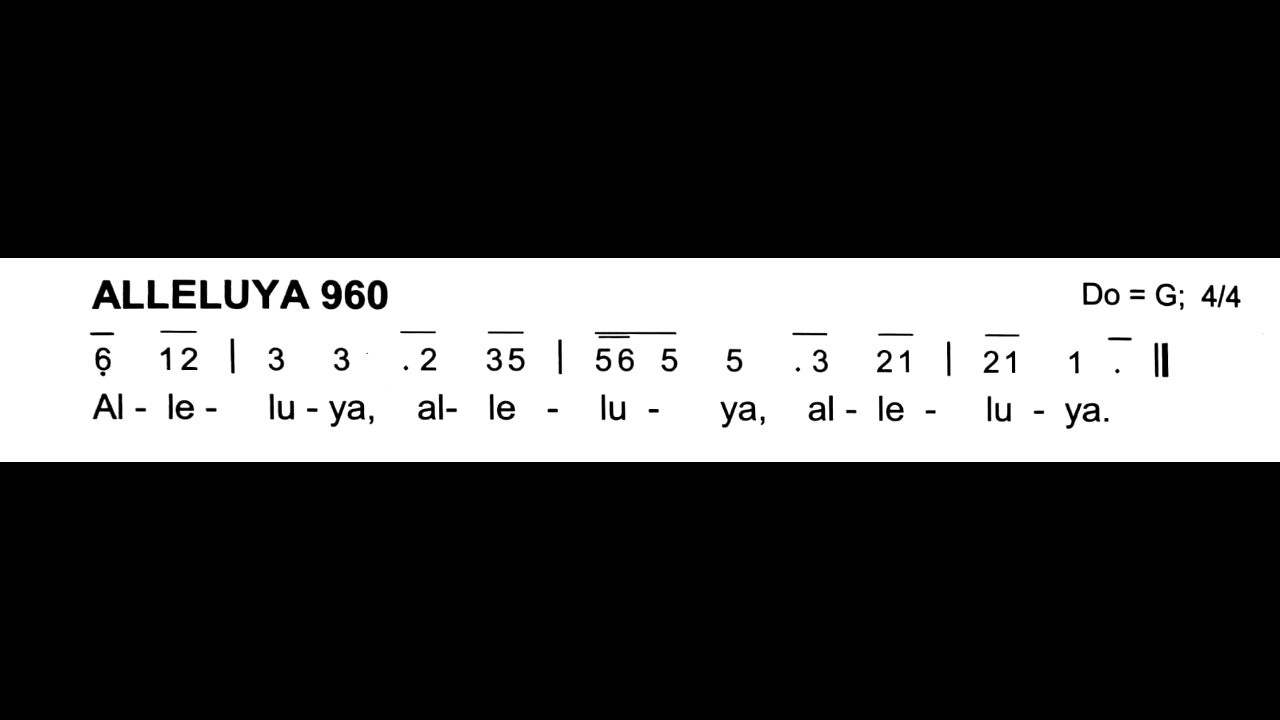 ALLELUYA 960
Do = G; 4/4
6̣ 12 | 3 3 . 2 35 | 56 5 5 . 3 21 | 21 1 . ||
Al - le - lu - ya, al- le - lu - ya, al - le - lu - ya.